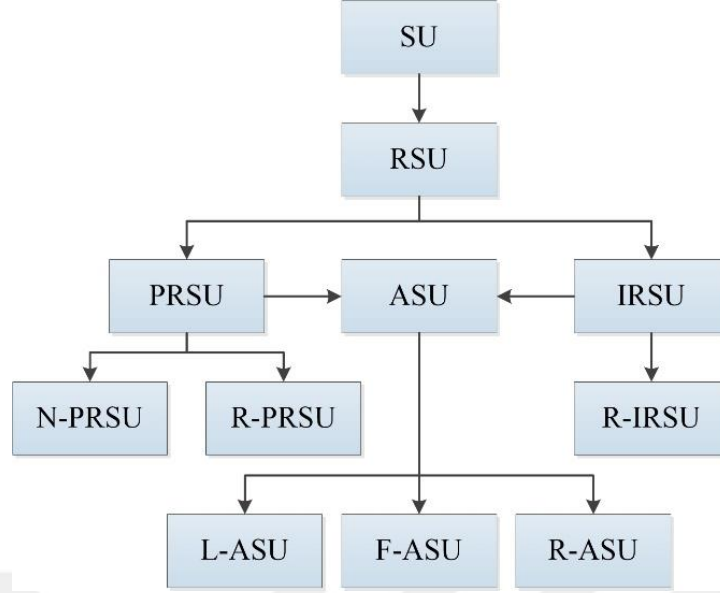 SU
RSU
PRSU
ASU
IRSU
N-PRSU
R-PRSU
R-IRSU
L-ASU
F-ASU
R-ASU